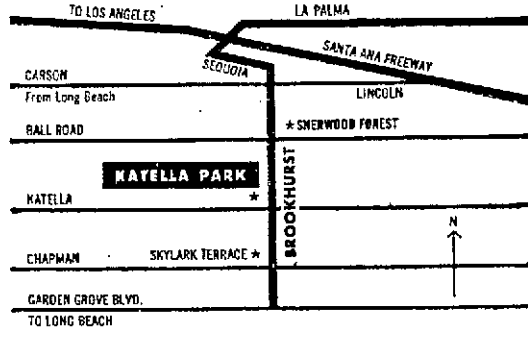 TO LOS ANGELES
LA PALMA
SANTA ANA FREEWAY
SEQUOIA
CARSON
From Long Beach
LINCOLN
BALL ROAD
★ SHERWOOD FOREST
KATELLA PARK
★
BROOKHURST
KATELLA
N
CHAPMAN
SKYLARK TERRACE ★
GARDEN GROVE BLVD.
TO LONG BEACH